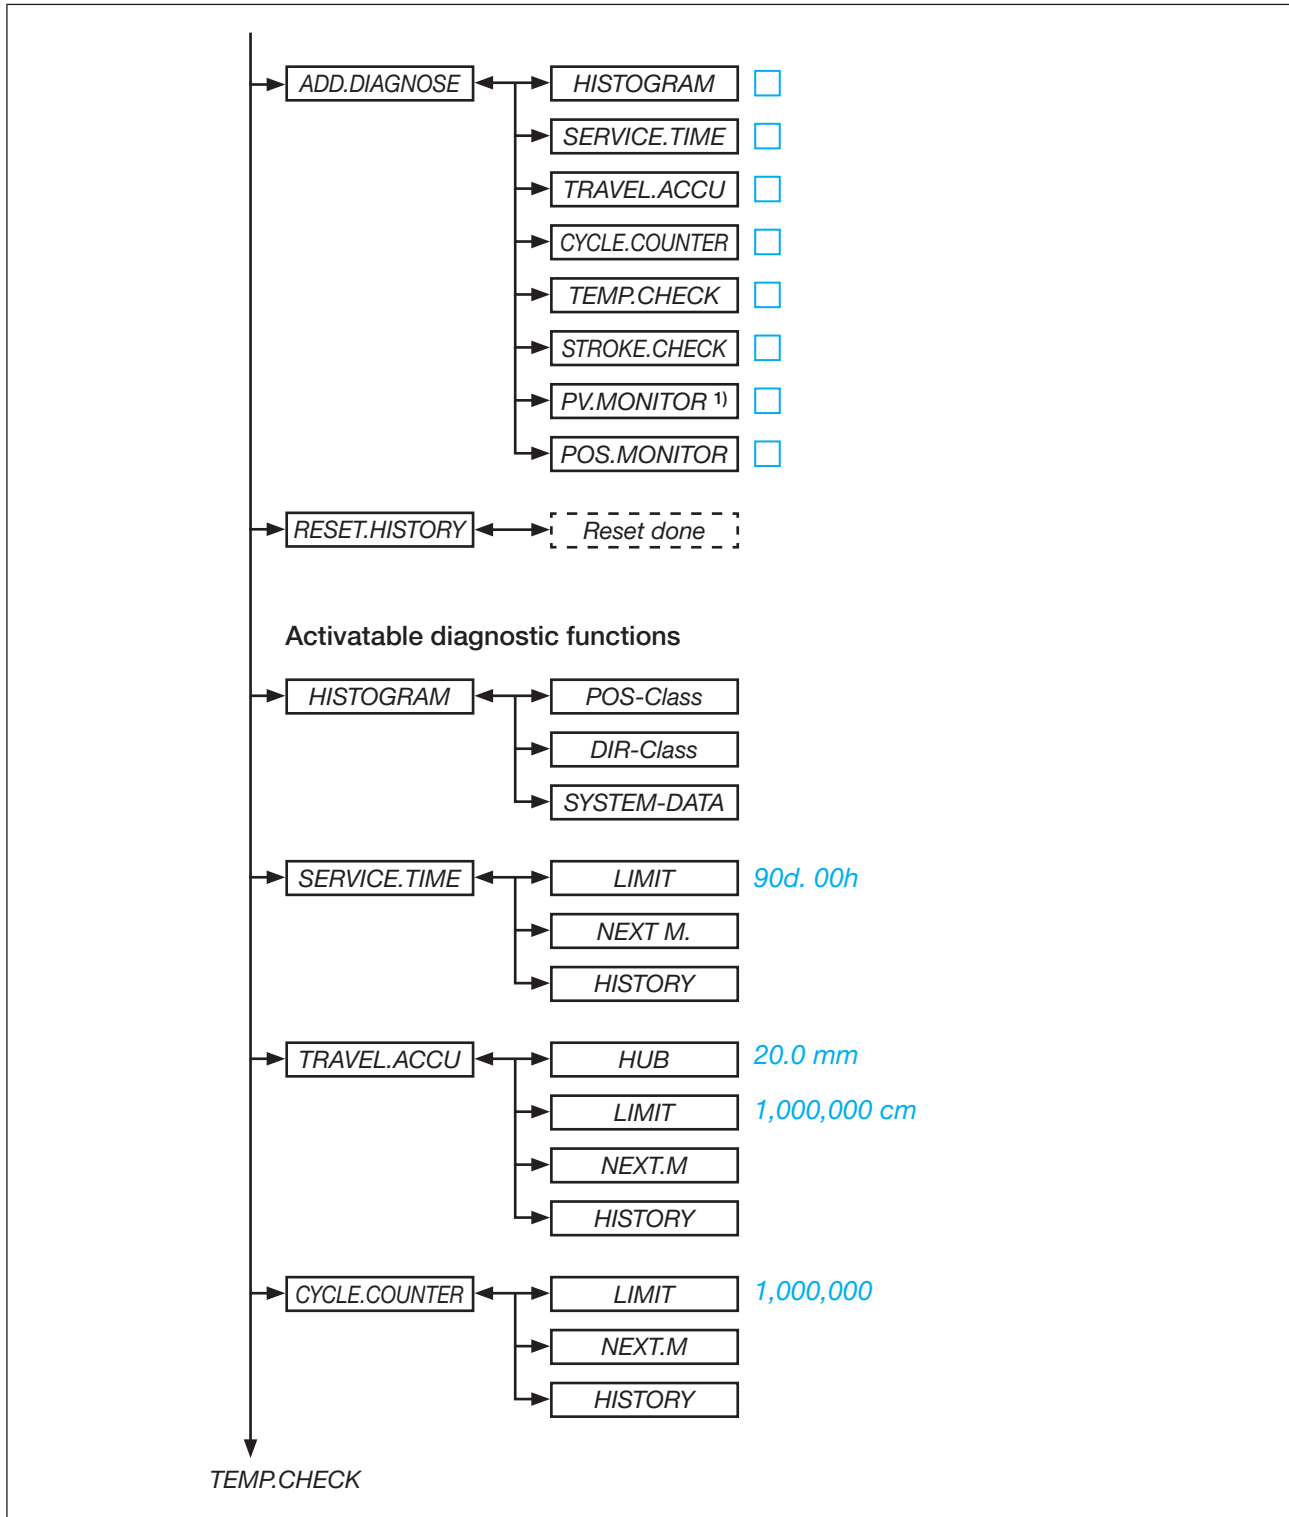 ADD.DIAGNOSE
HISTOGRAM
SERVICE.TIME
TRAVEL.ACCU
CYCLE.COUNTER
TEMP.CHECK
STROKE.CHECK
PV.MONITOR 1)
POS.MONITOR
RESET.HISTORY
Reset done
Activatable diagnostic functions
HISTOGRAM
POS-Class
DIR-Class
SYSTEM-DATA
SERVICE.TIME
LIMIT
90d. 00h
NEXT M.
HISTORY
TRAVEL.ACCU
HUB
20.0 mm
LIMIT
1,000,000 cm
NEXT.M
HISTORY
CYCLE.COUNTER
LIMIT
1,000,000
NEXT.M
HISTORY
TEMP.CHECK